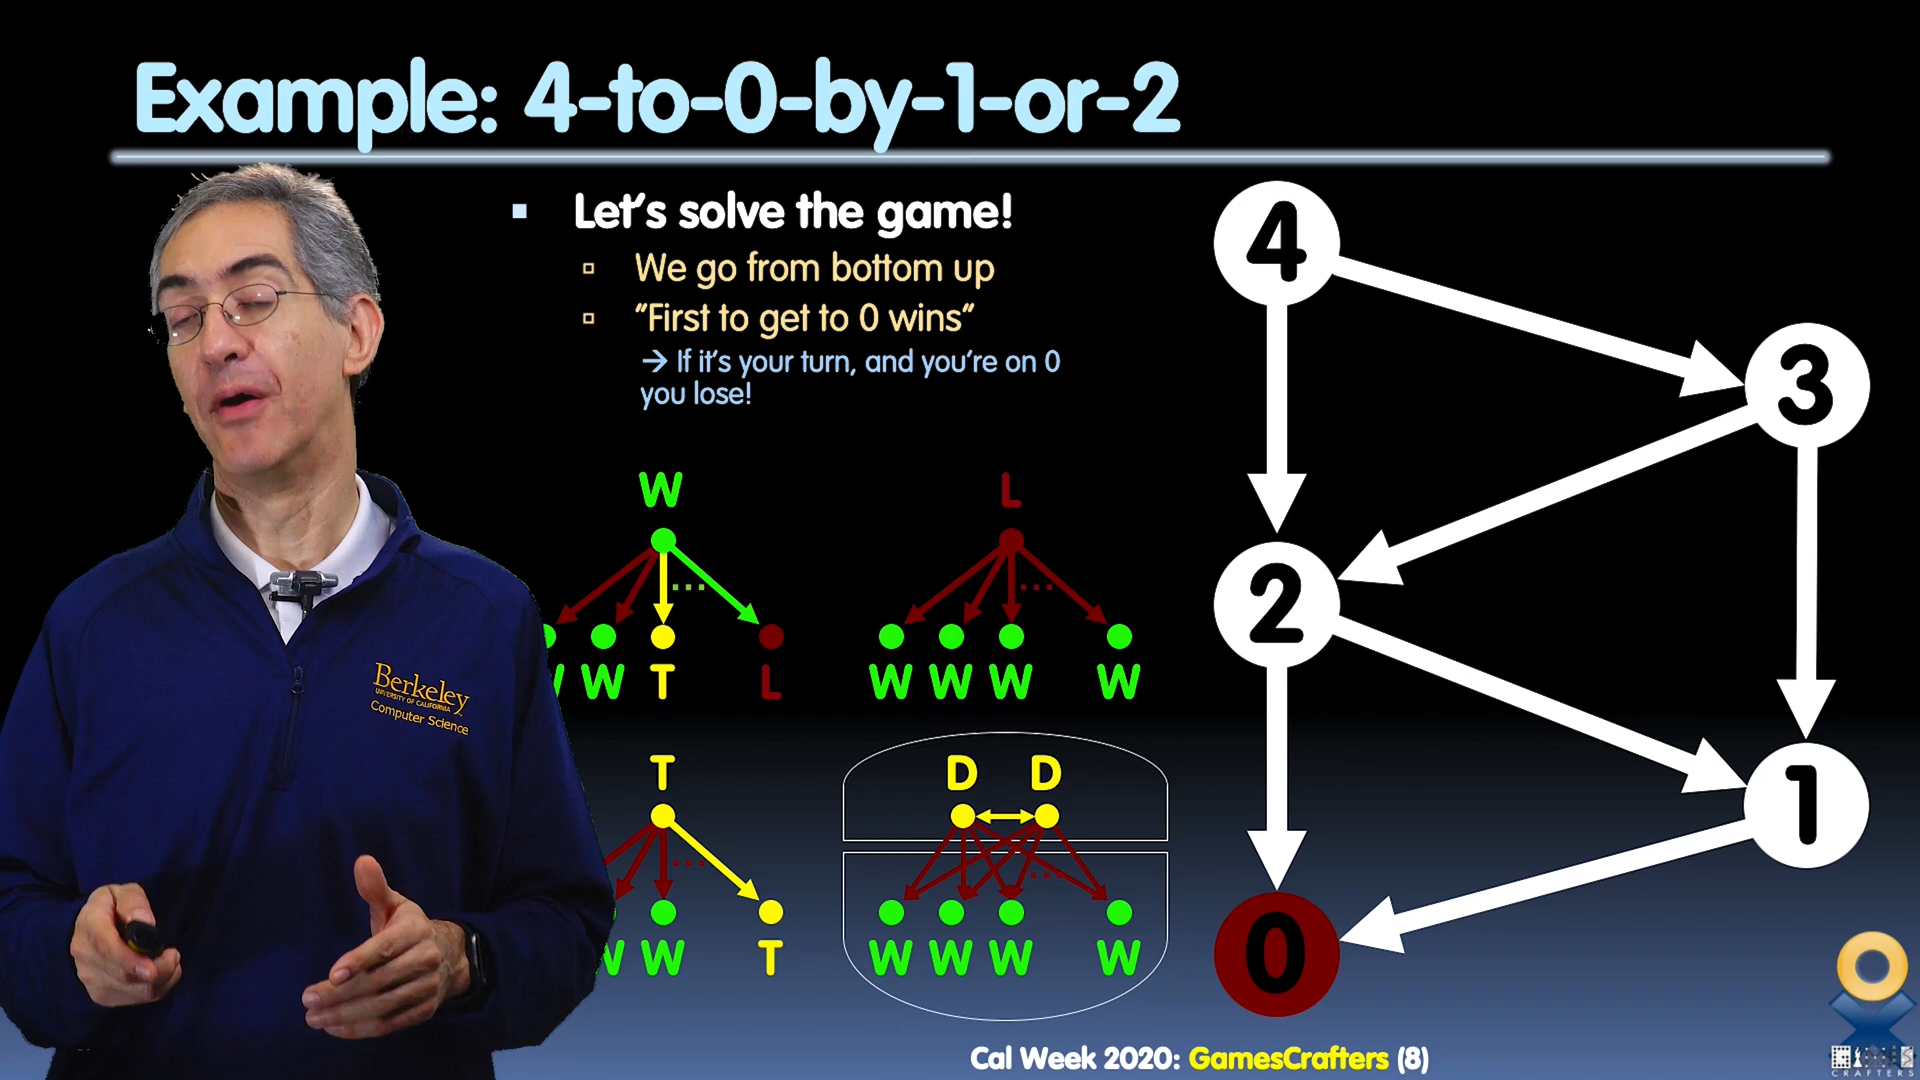 Example: 4-to-0-by-1-or-2
▪ Let's solve the game!
▫ We go from bottom up
▫ "First to get to 0 wins"
→ If it's your turn, and you're on 0
you lose!
W
L
...
...
W W T L
W W W W
T
D D
...
...
W W T
W W W W
4
3
2
1
0
Berkeley
UNIVERSITY OF CALIFORNIA
Computer Science
Cal Week 2020: GamesCrafters (8)
CRAFTERS